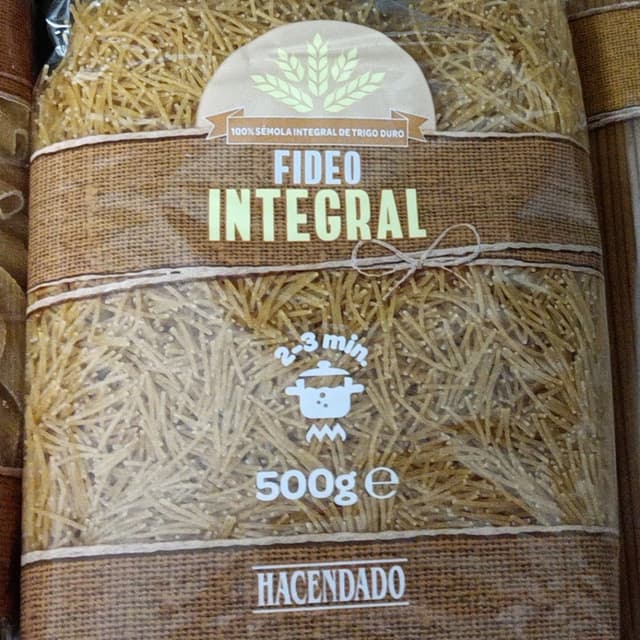 100% SÉMOLA INTEGRAL DE TRIGO DURO
FIDEO
INTEGRAL
2-3 min.
500g ℮
HACENDADO